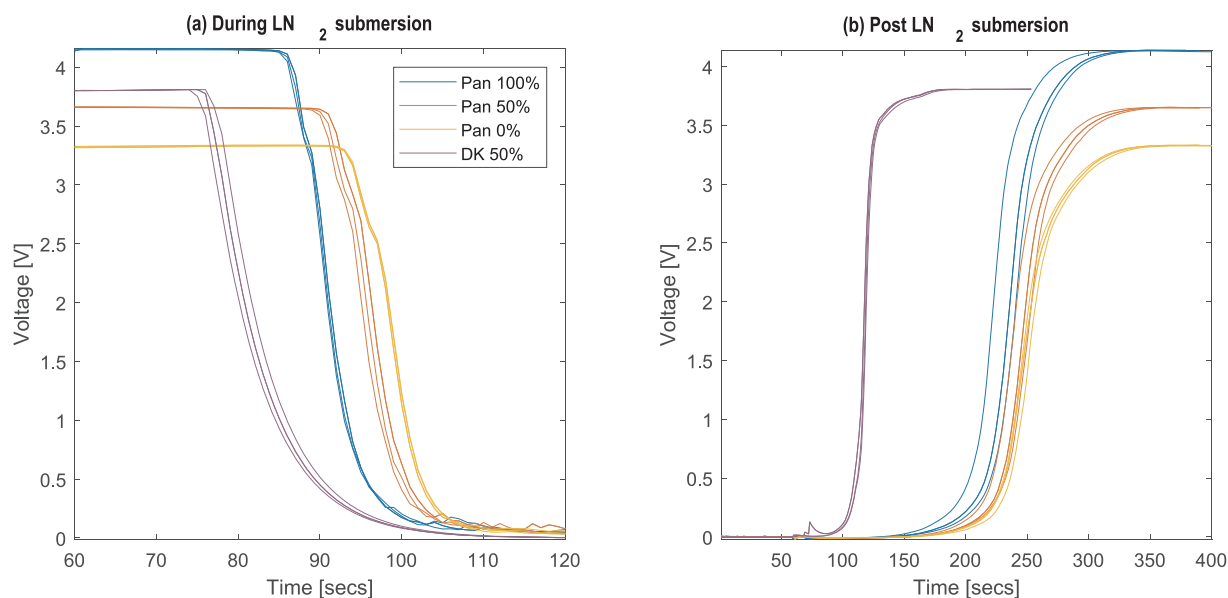 (a) During LN 2 submersion
4
3.5
3
2.5
2
1.5
1
0.5
0
Voltage [V]
Pan 100%
Pan 50%
Pan 0%
DK 50%
60 70 80 90 100 110 120
Time [secs]
(b) Post LN 2 submersion
4
3.5
3
2.5
2
1.5
1
0.5
0
Voltage [V]
50 100 150 200 250 300 350 400
Time [secs]